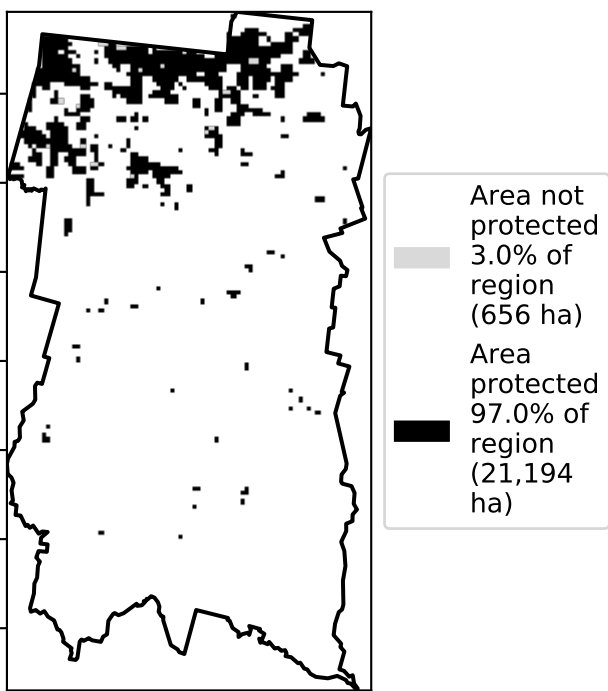 Area not
protected
3.0% of
region
(656 ha)
Area
protected
97.0% of
region
(21,194
ha)